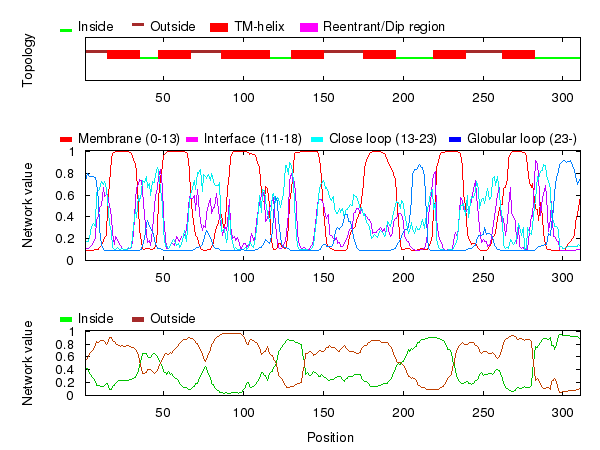 Inside Outside TM-helix Reentrant/Dip region
Topology
50 100 150 200 250 300
Membrane (0-13) Interface (11-18) Close loop (13-23) Globular loop (23-)
1
0.8
0.6
0.4
0.2
0
Network value
50 100 150 200 250 300
Inside Outside
1
0.8
0.6
0.4
0.2
0
Network value
50 100 150 200 250 300
Position